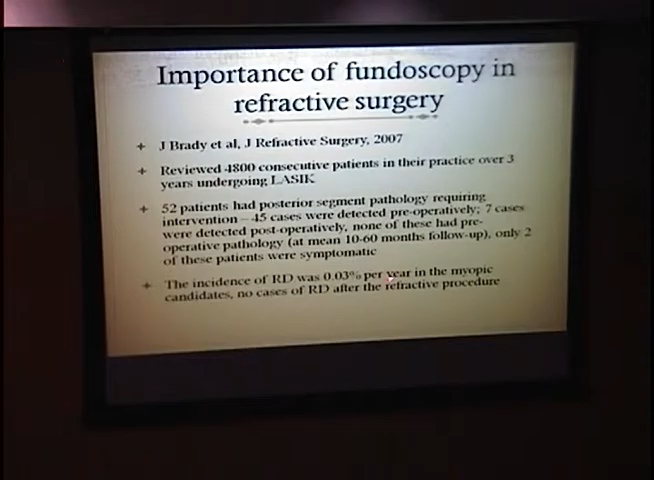 Importance of fundoscopy in
refractive surgery
J Brady et al, J Refractive Surgery, 2007
Reviewed 4800 consecutive patients in their practice over 3
years undergoing LASIK
52 patients had posterior segment pathology requiring
intervention – 45 cases were detected pre-operatively; 7 cases
were detected post-operatively, none of these had pre-
operative pathology (at mean 10-60 months follow-up), only 2
of these patients were symptomatic
The incidence of RD was 0.03% per year in the myopic
candidates, no cases of RD after the refractive procedure